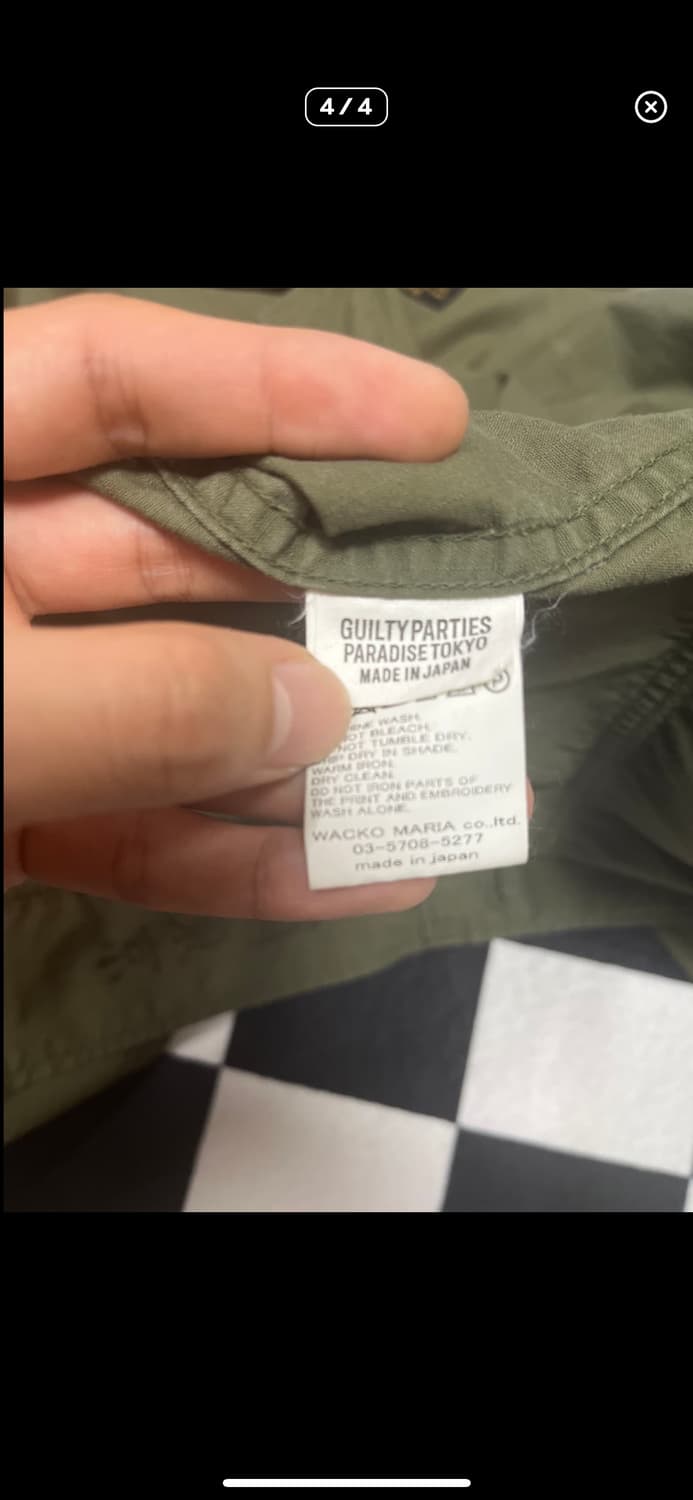 4/4
GUILTY PARTIES
PARADISE TOKYO
MADE IN JAPAN
WASH.
BLEACH.
NOT TUMBLE DRY.
DRY IN SHADE.
WARM IRON.
DRY CLEAN.
DO NOT IRON PARTS OF
THE PRINT AND EMBROIDERY
WASH ALONE.
WACKO MARIA co.,ltd.
03-5708-5277
made in japan